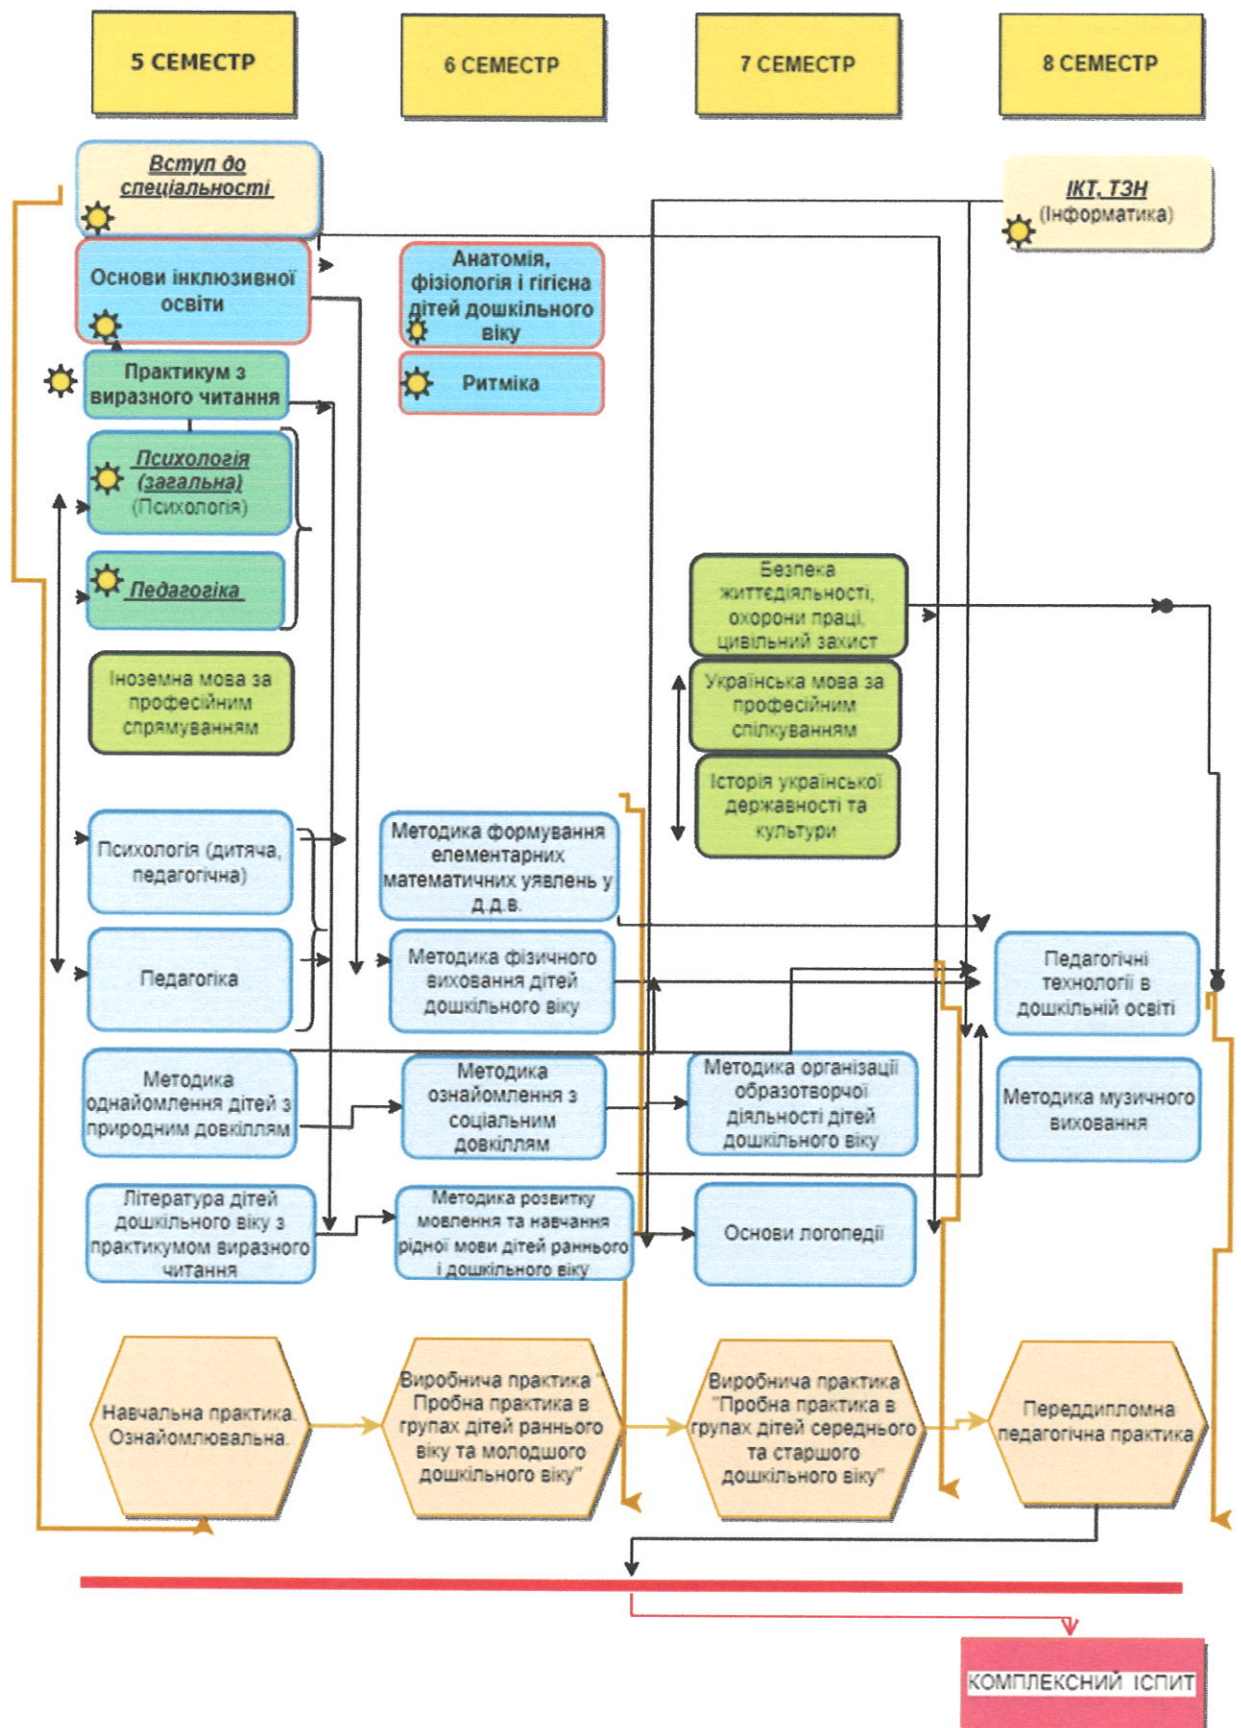 5 СЕМЕСТР
6 СЕМЕСТР
7 СЕМЕСТР
8 СЕМЕСТР
Вступ до
спеціальності
ІКТ, ТЗН
(Інформатика)
Основи інклюзивної
освіти
Анатомія,
фізіологія і гігієна
дітей дошкільного
віку
Практикум з
виразного читання
Ритміка
Психологія
(загальна)
(Психологія)
Педагогіка
Безпека
життєдіяльності,
охорони праці,
цивільний захист
Іноземна мова за
професійним
спрямуванням
Українська мова за
професійним
спілкуванням
Історія української
державності та
культури
Психологія (дитяча,
педагогічна)
Методика формування
елементарних
математичних уявлень у
д.д.в.
Педагогіка
Методика фізичного
виховання дітей
дошкільного віку
Педагогічні
технології в
дошкільній освіті
Методика
однайомлення дітей з
природним довкіллям
Методика
ознайомлення з
соціальним
довкіллям
Методика організації
образотворчої
діяльності дітей
дошкільного віку
Методика музичного
виховання
Література дітей
дошкільного віку з
практикумом виразного
читання
Методика розвитку
мовлення та навчання
рідної мови дітей раннього
і дошкільного віку
Основи логопедії
Навчальна практика.
Ознайомлювальна.
Виробнича практика "
Пробна практика в
групах дітей раннього
віку та молодшого
дошкільного віку"
Виробнича практика
"Пробна практика в
групах дітей середнього
та старшого
дошкільного віку"
Переддипломна
педагогічна практика
КОМПЛЕКСНИЙ ІСПИТ